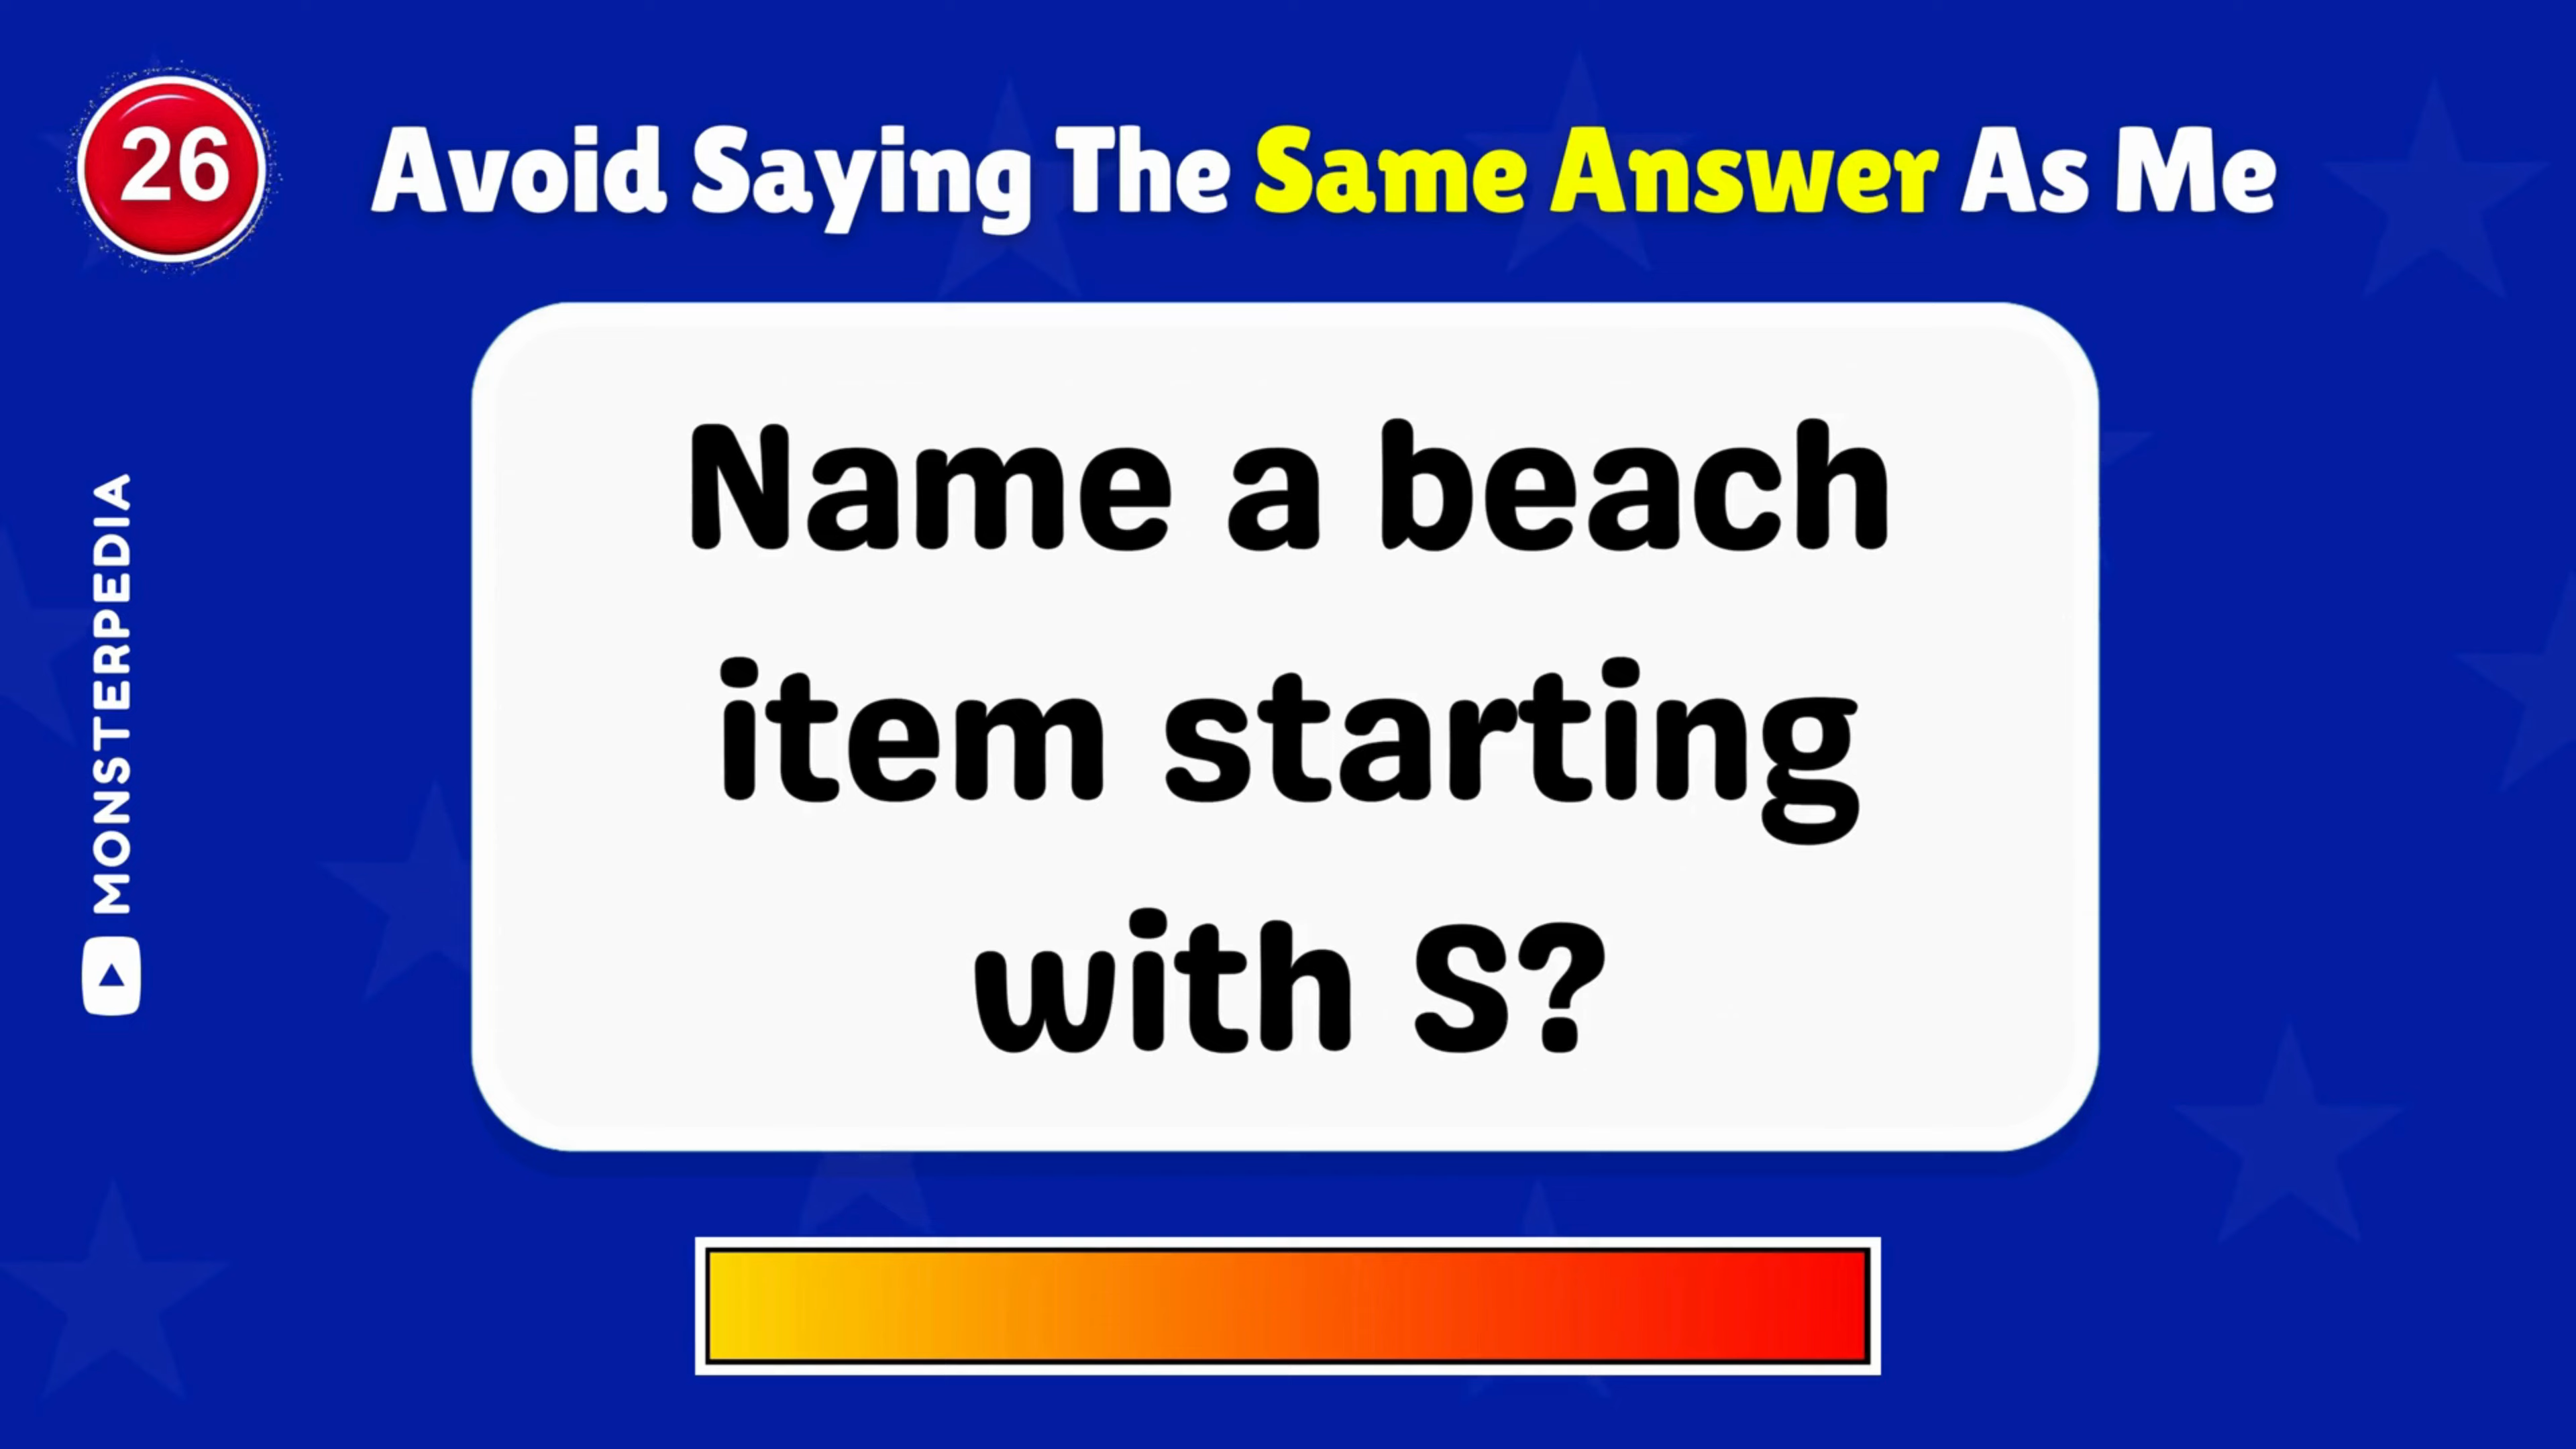 26
Avoid Saying The Same Answer As Me
Name a beach
item starting
with S?
MONSTERPEDIA